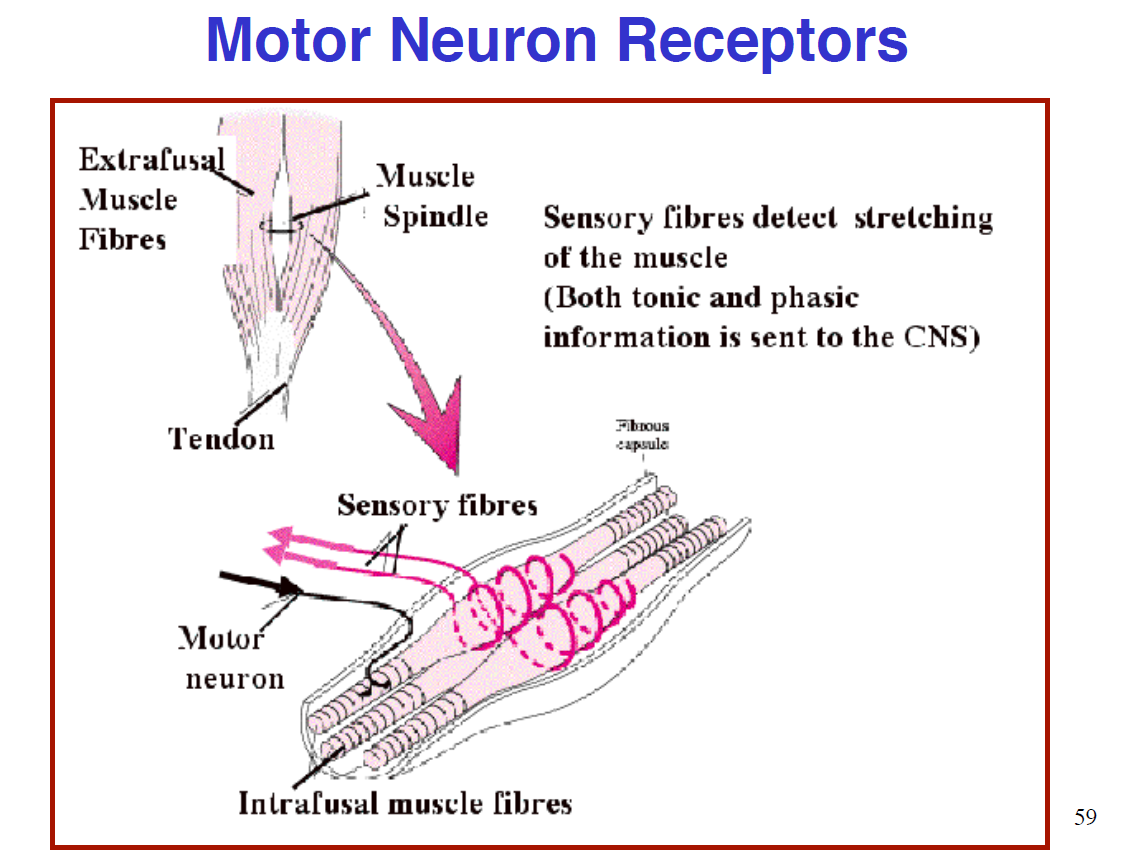 Motor Neuron Receptors
Extrafusal
Muscle
Fibres
Muscle
Spindle
Sensory fibres detect stretching
of the muscle
(Both tonic and phasic
information is sent to the CNS)
Tendon
Fibrous
capsule
Sensory fibres
Motor
neuron
Intrafusal muscle fibres
59